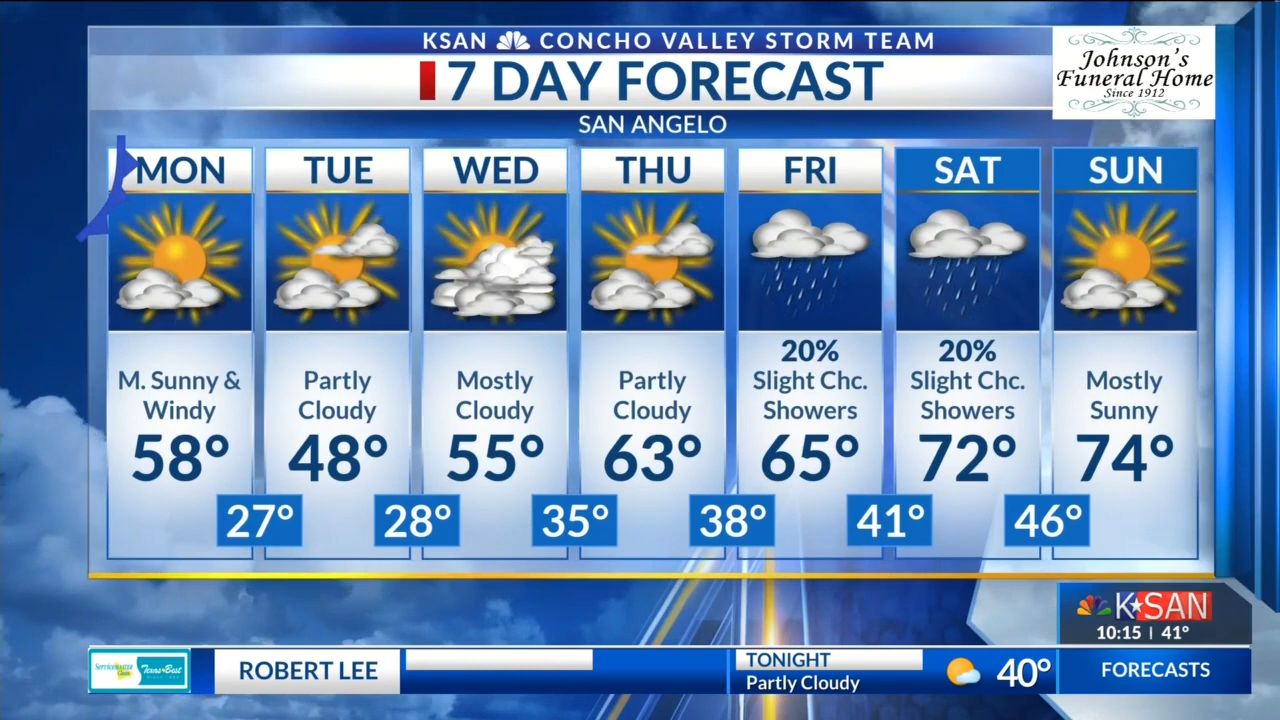 KSAN CONCHO VALLEY STORM TEAM
7 DAY FORECAST
SAN ANGELO
Johnson's
Funeral Home
Since 1912
MON TUE WED THU FRI SAT SUN
20% 20%
M. Sunny & Partly Mostly Partly Slight Chc. Slight Chc. Mostly
Windy Cloudy Cloudy Cloudy Showers Showers Sunny
58° 48° 55° 63° 65° 72° 74°
27° 28° 35° 38° 41° 46°
K★SAN
10:15 | 41°
Texas Best
ROBERT LEE
TONIGHT
Partly Cloudy
40°
FORECASTS